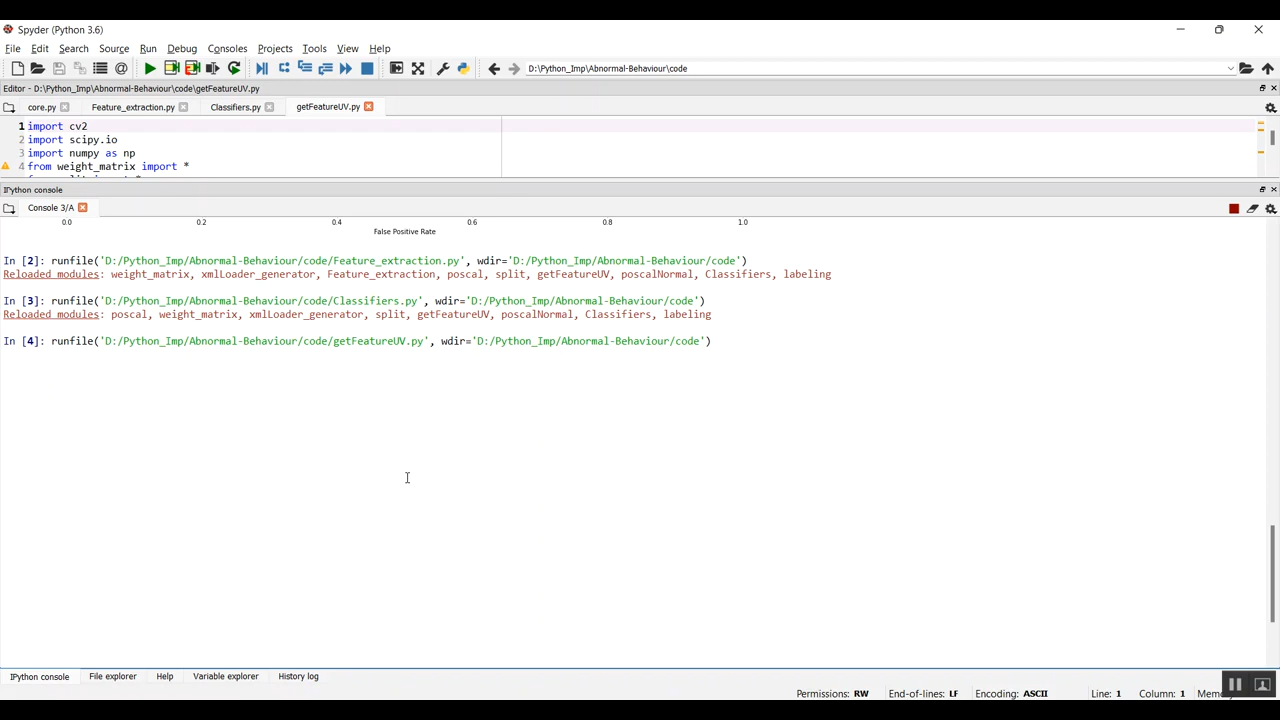 Spyder (Python 3.6)
File Edit Search Source Run Debug Consoles Projects Tools View Help
D:\Python_Imp\Abnormal-Behaviour\code
Editor - D:\Python_Imp\Abnormal-Behaviour\code\getFeatureUV.py
core.py Feature_extraction.py Classifiers.py getFeatureUV.py
1 import cv2
2 import scipy.io
3 import numpy as np
4 from weight_matrix import *
IPython console
Console 3/A
0.0 0.2 0.4 0.6 0.8 1.0
False Positive Rate
In [2]: runfile('D:/Python_Imp/Abnormal-Behaviour/code/Feature_extraction.py', wdir='D:/Python_Imp/Abnormal-Behaviour/code')
Reloaded modules: weight_matrix, xmlLoader_generator, Feature_extraction, poscal, split, getFeatureUV, poscalNormal, Classifiers, labeling
In [3]: runfile('D:/Python_Imp/Abnormal-Behaviour/code/Classifiers.py', wdir='D:/Python_Imp/Abnormal-Behaviour/code')
Reloaded modules: poscal, weight_matrix, xmlLoader_generator, split, getFeatureUV, poscalNormal, Classifiers, labeling
In [4]: runfile('D:/Python_Imp/Abnormal-Behaviour/code/getFeatureUV.py', wdir='D:/Python_Imp/Abnormal-Behaviour/code')
IPython console File explorer Help Variable explorer History log
Permissions: RW End-of-lines: LF Encoding: ASCII Line: 1 Column: 1